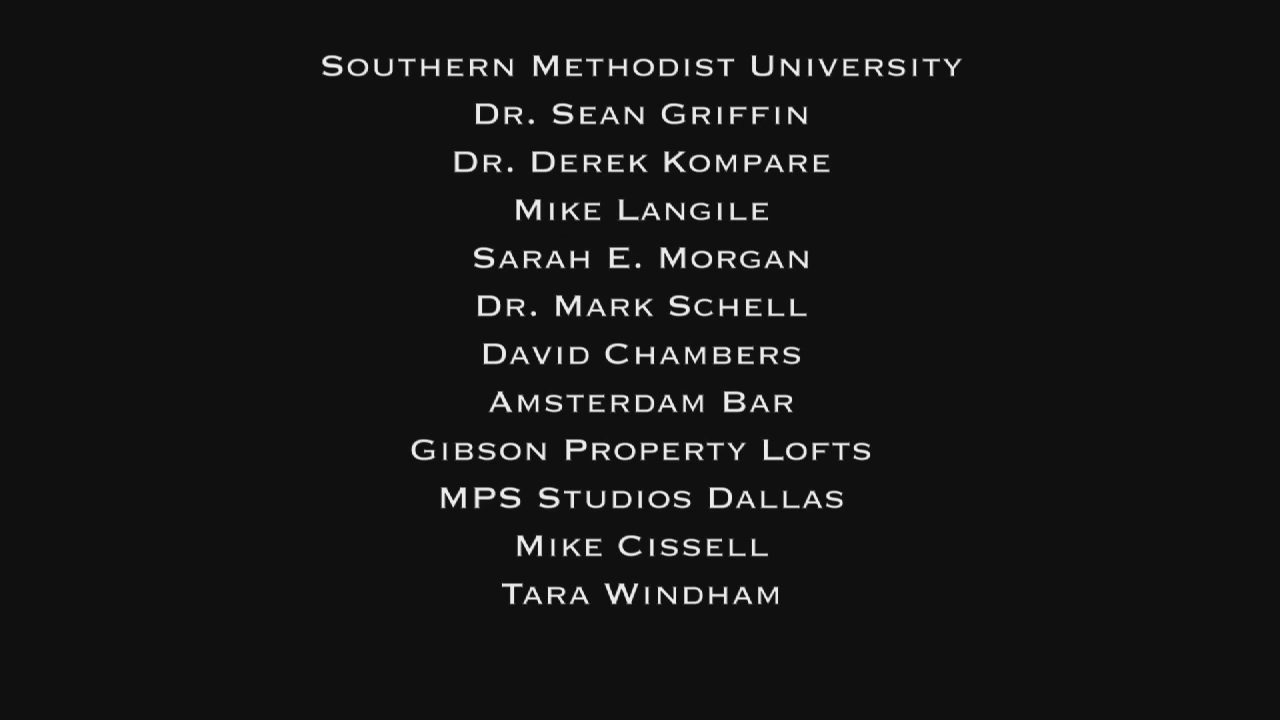 Southern Methodist University
Dr. Sean Griffin
Dr. Derek Kompare
Mike Langile
Sarah E. Morgan
Dr. Mark Schell
David Chambers
Amsterdam Bar
Gibson Property Lofts
MPS Studios Dallas
Mike Cissell
Tara Windham